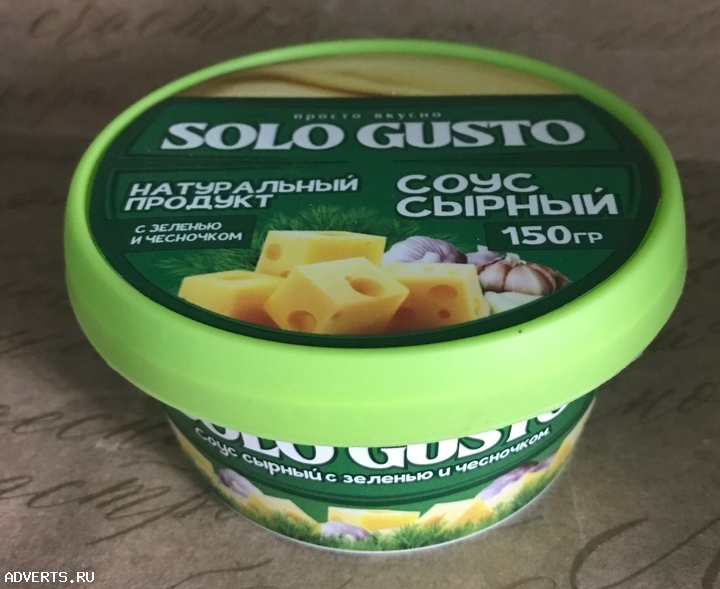 просто вкусно
SOLO GUSTO
НАТУРАЛЬНЫЙ
ПРОДУКТ
СОУС
СЫРНЫЙ
С ЗЕЛЕНЬЮ
И ЧЕСНОЧКОМ
150ГР
SOLO GUSTO
Соус сырный с зеленью и чесночком
ADVERTS.RU